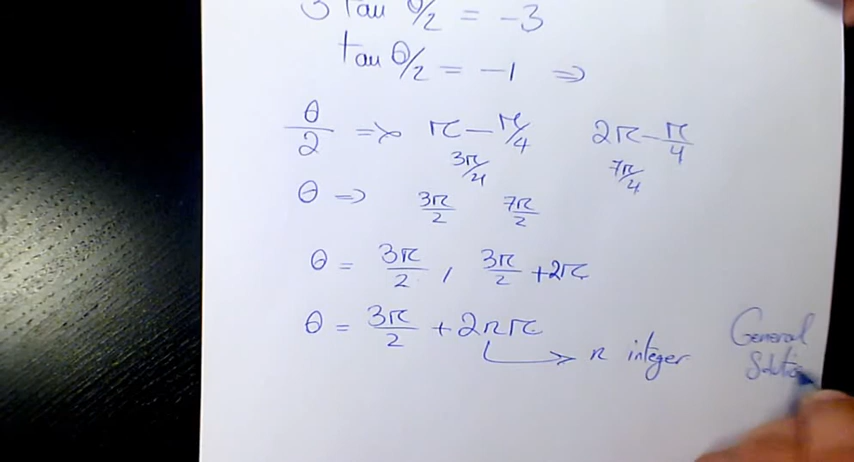 3 tan θ/2 = -3
tan θ/2 = -1 ⇒
θ/2 ⇒ π - π/4 2π - π/4
3π/4 7π/4
θ ⇒ 3π/2 7π/2
θ = 3π/2 , 3π/2 + 2π
θ = 3π/2 + 2nπ
n integer
General
Solutio